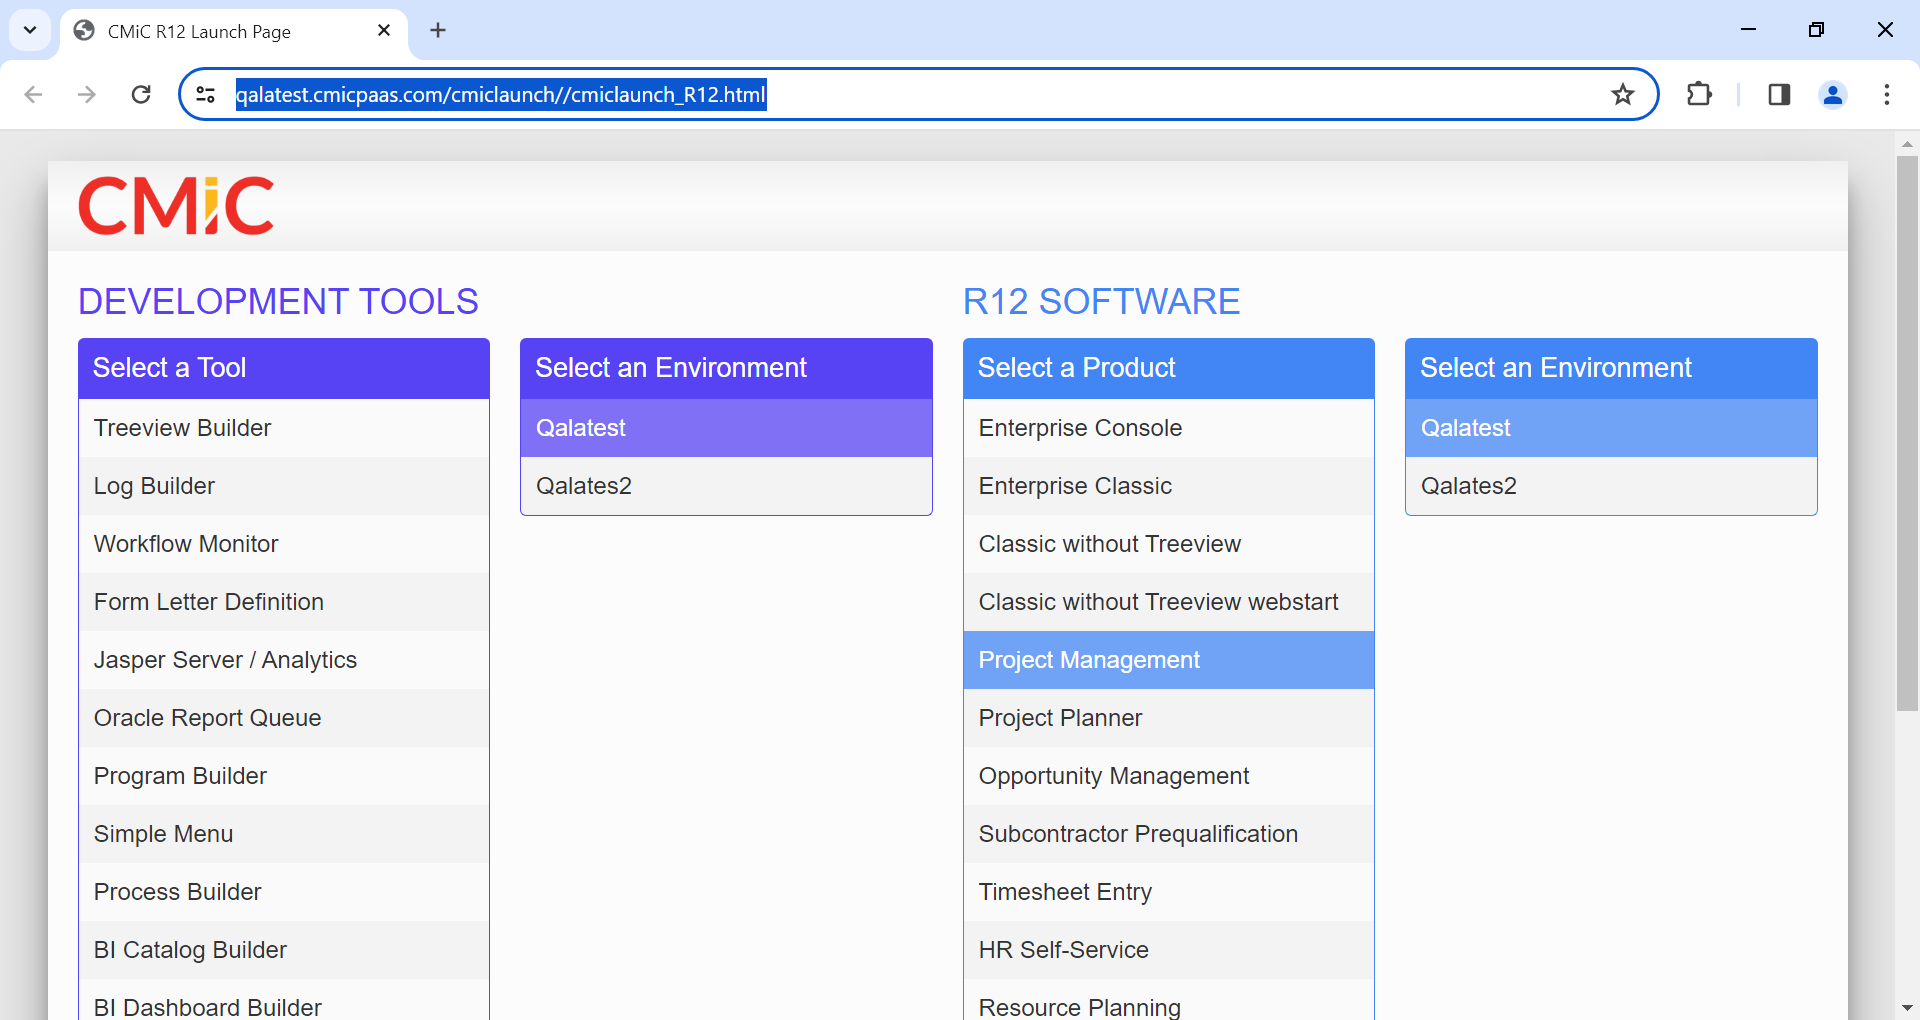 CMiC R12 Launch Page
qalatest.cmicpaas.com/cmiclaunch//cmiclaunch_R12.html
CMiC
DEVELOPMENT TOOLS
Select a Tool
Treeview Builder
Log Builder
Workflow Monitor
Form Letter Definition
Jasper Server / Analytics
Oracle Report Queue
Program Builder
Simple Menu
Process Builder
BI Catalog Builder
BI Dashboard Builder
Select an Environment
Qalatest
Qalates2
R12 SOFTWARE
Select a Product
Enterprise Console
Enterprise Classic
Classic without Treeview
Classic without Treeview webstart
Project Management
Project Planner
Opportunity Management
Subcontractor Prequalification
Timesheet Entry
HR Self-Service
Resource Planning
Select an Environment
Qalatest
Qalates2